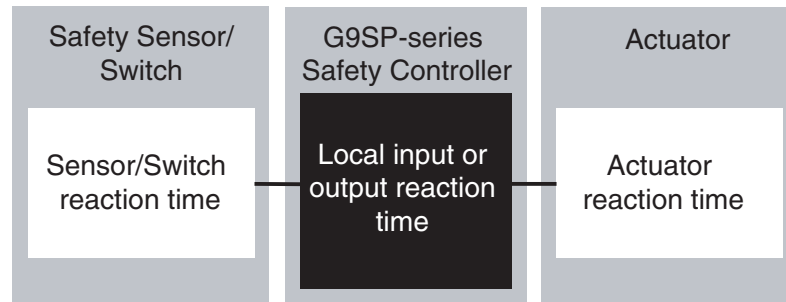 Safety Sensor/
Switch
G9SP-series
Safety Controller
Actuator
Sensor/Switch
reaction time
Local input or
output reaction
time
Actuator
reaction time